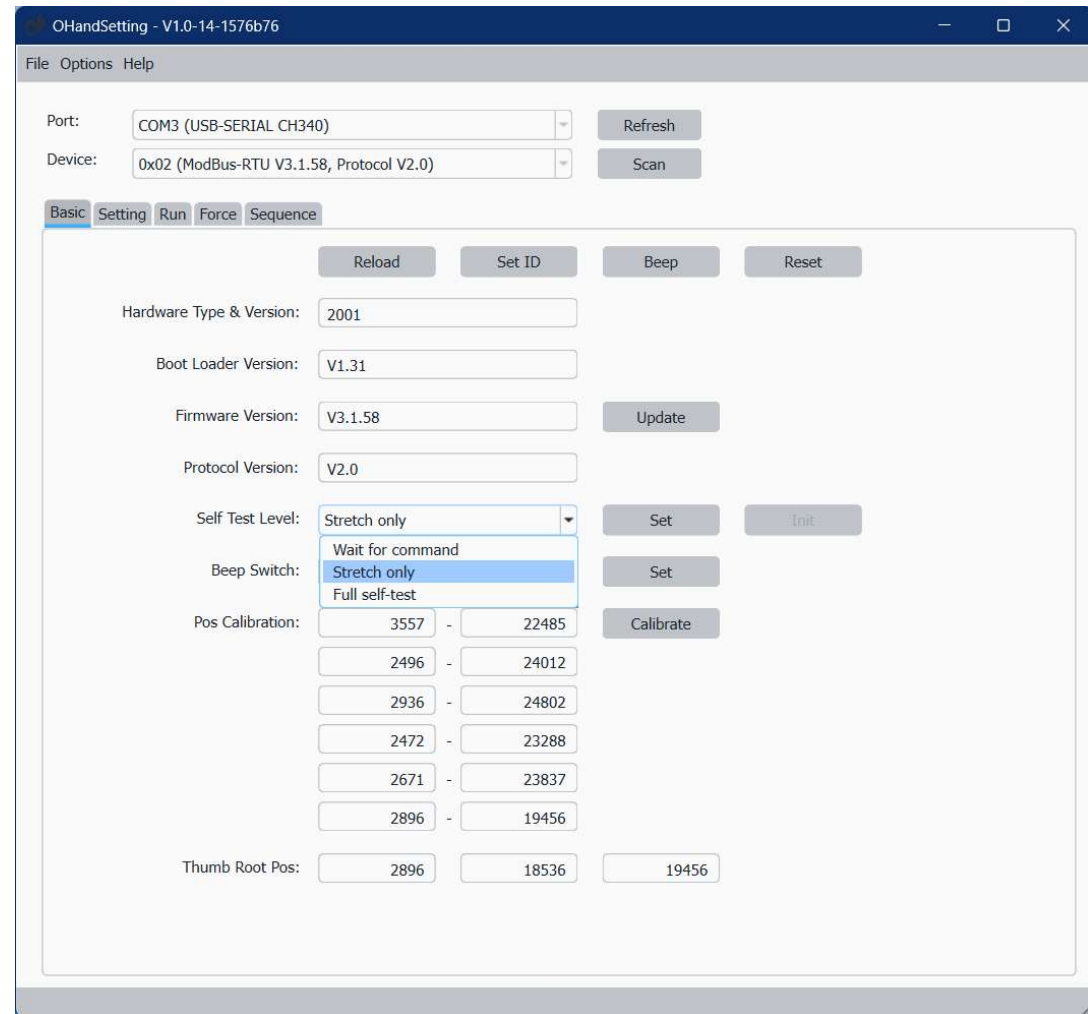 OHandSetting - V1.0-14-1576b76
File Options Help
Port: COM3 (USB-SERIAL CH340) Refresh
Device: 0x02 (ModBus-RTU V3.1.58, Protocol V2.0) Scan
Basic Setting Run Force Sequence
Reload Set ID Beep Reset
Hardware Type & Version: 2001
Boot Loader Version: V1.31
Firmware Version: V3.1.58 Update
Protocol Version: V2.0
Self Test Level: Stretch only Set Init
Wait for command
Beep Switch: Stretch only Set
Full self-test
Pos Calibration: 3557 - 22485 Calibrate
2496 - 24012
2936 - 24802
2472 - 23288
2671 - 23837
2896 - 19456
Thumb Root Pos: 2896 18536 19456